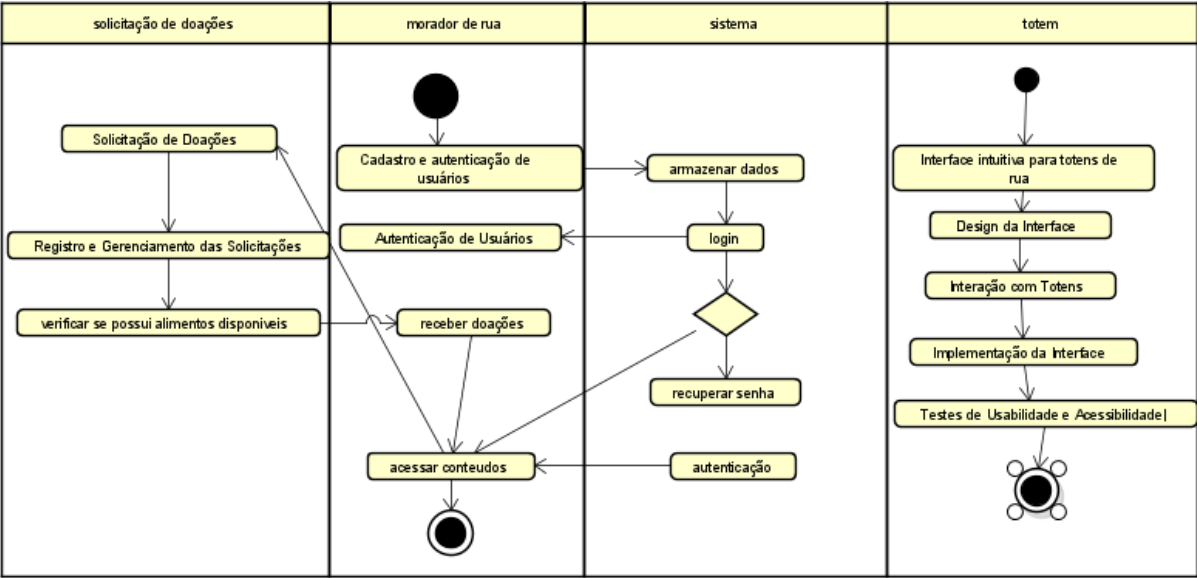 solicitação de doações
morador de rua
sistema
totem
Solicitação de Doações
Registro e Gerenciamento das Solicitações
verificar se possui alimentos disponiveis
Cadastro e autenticação de
usuários
Autenticação de Usuários
receber doações
acessar conteudos
armazenar dados
login
recuperar senha
autenticação
Interface intuitiva para totens de
rua
Design da Interface
Interação com Totens
Implementação da Interface
Testes de Usabilidade e Acessibilidade